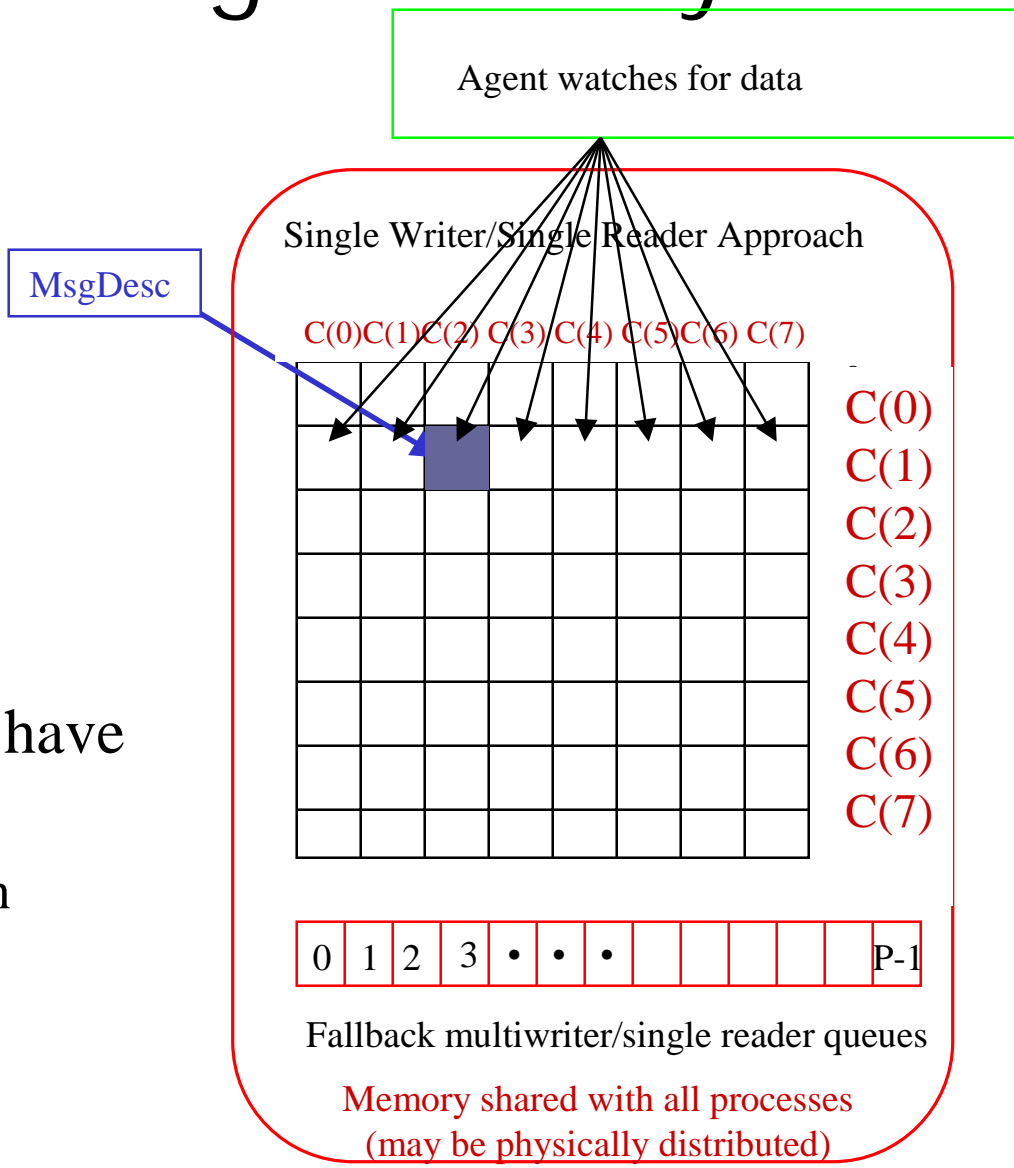 Agent watches for data
Single Writer/Single Reader Approach
MsgDesc
C(0)C(1)C(2) C(3) C(4) C(5)C(6) C(7)
C(0)
C(1)
C(2)
C(3)
C(4)
C(5)
C(6)
C(7)
have
0 1 2 3 • • • P-1
Fallback multiwriter/single reader queues
Memory shared with all processes
(may be physically distributed)